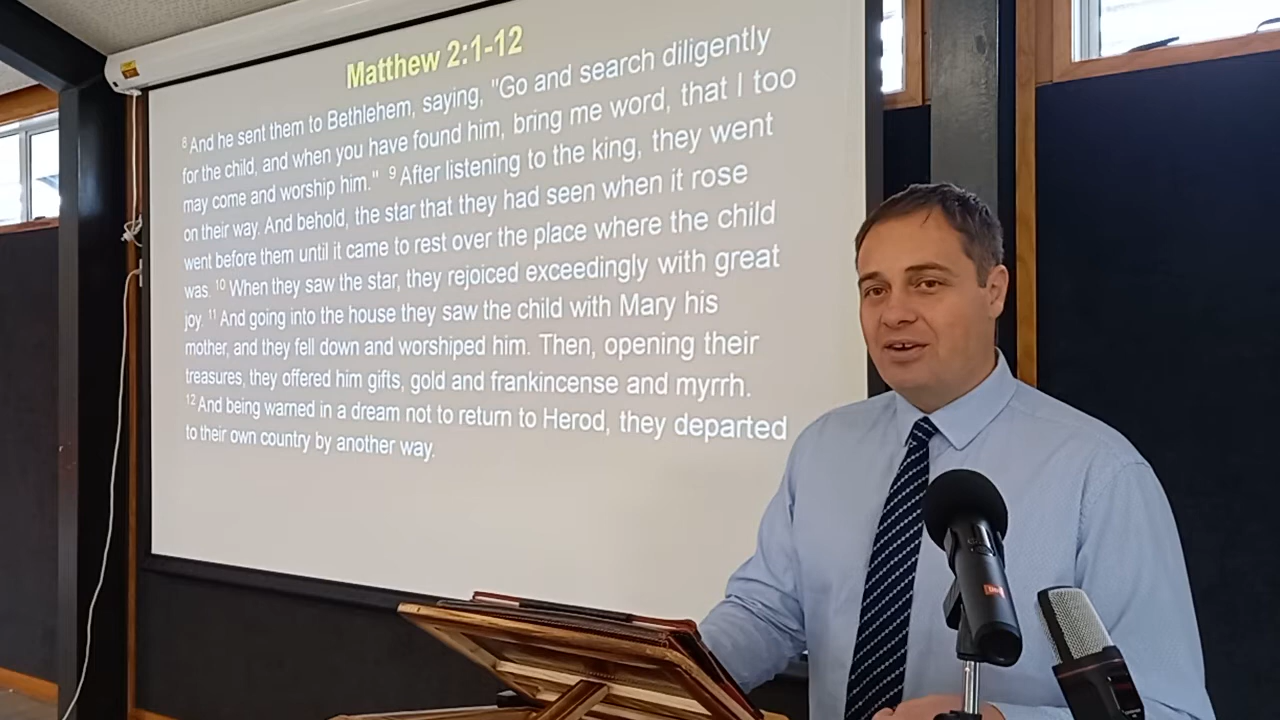 Matthew 2:1-12
8 And he sent them to Bethlehem, saying, "Go and search diligently
for the child, and when you have found him, bring me word, that I too
may come and worship him." 9 After listening to the king, they went
on their way. And behold, the star that they had seen when it rose
went before them until it came to rest over the place where the child
was. 10 When they saw the star, they rejoiced exceedingly with great
joy. 11 And going into the house they saw the child with Mary his
mother, and they fell down and worshiped him. Then, opening their
treasures, they offered him gifts, gold and frankincense and myrrh.
12 And being warned in a dream not to return to Herod, they departed
to their own country by another way.